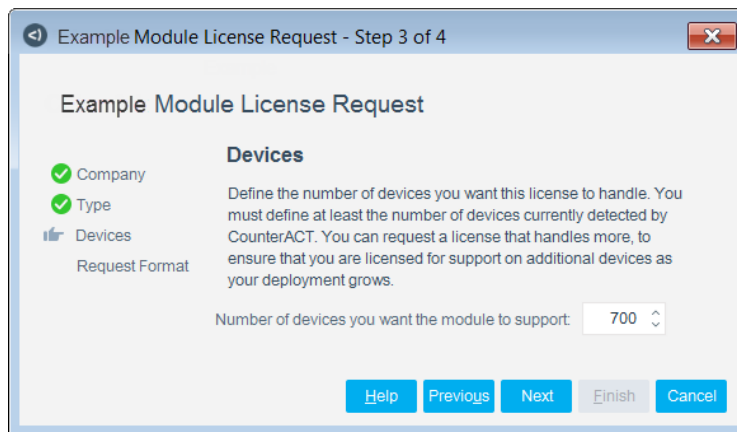 Example Module License Request - Step 3 of 4
Example Module License Request
Company
Type
Devices
Request Format
Devices
Define the number of devices you want this license to handle. You
must define at least the number of devices currently detected by
CounterACT. You can request a license that handles more, to
ensure that you are licensed for support on additional devices as
your deployment grows.
Number of devices you want the module to support: 700
Help Previous Next Finish Cancel